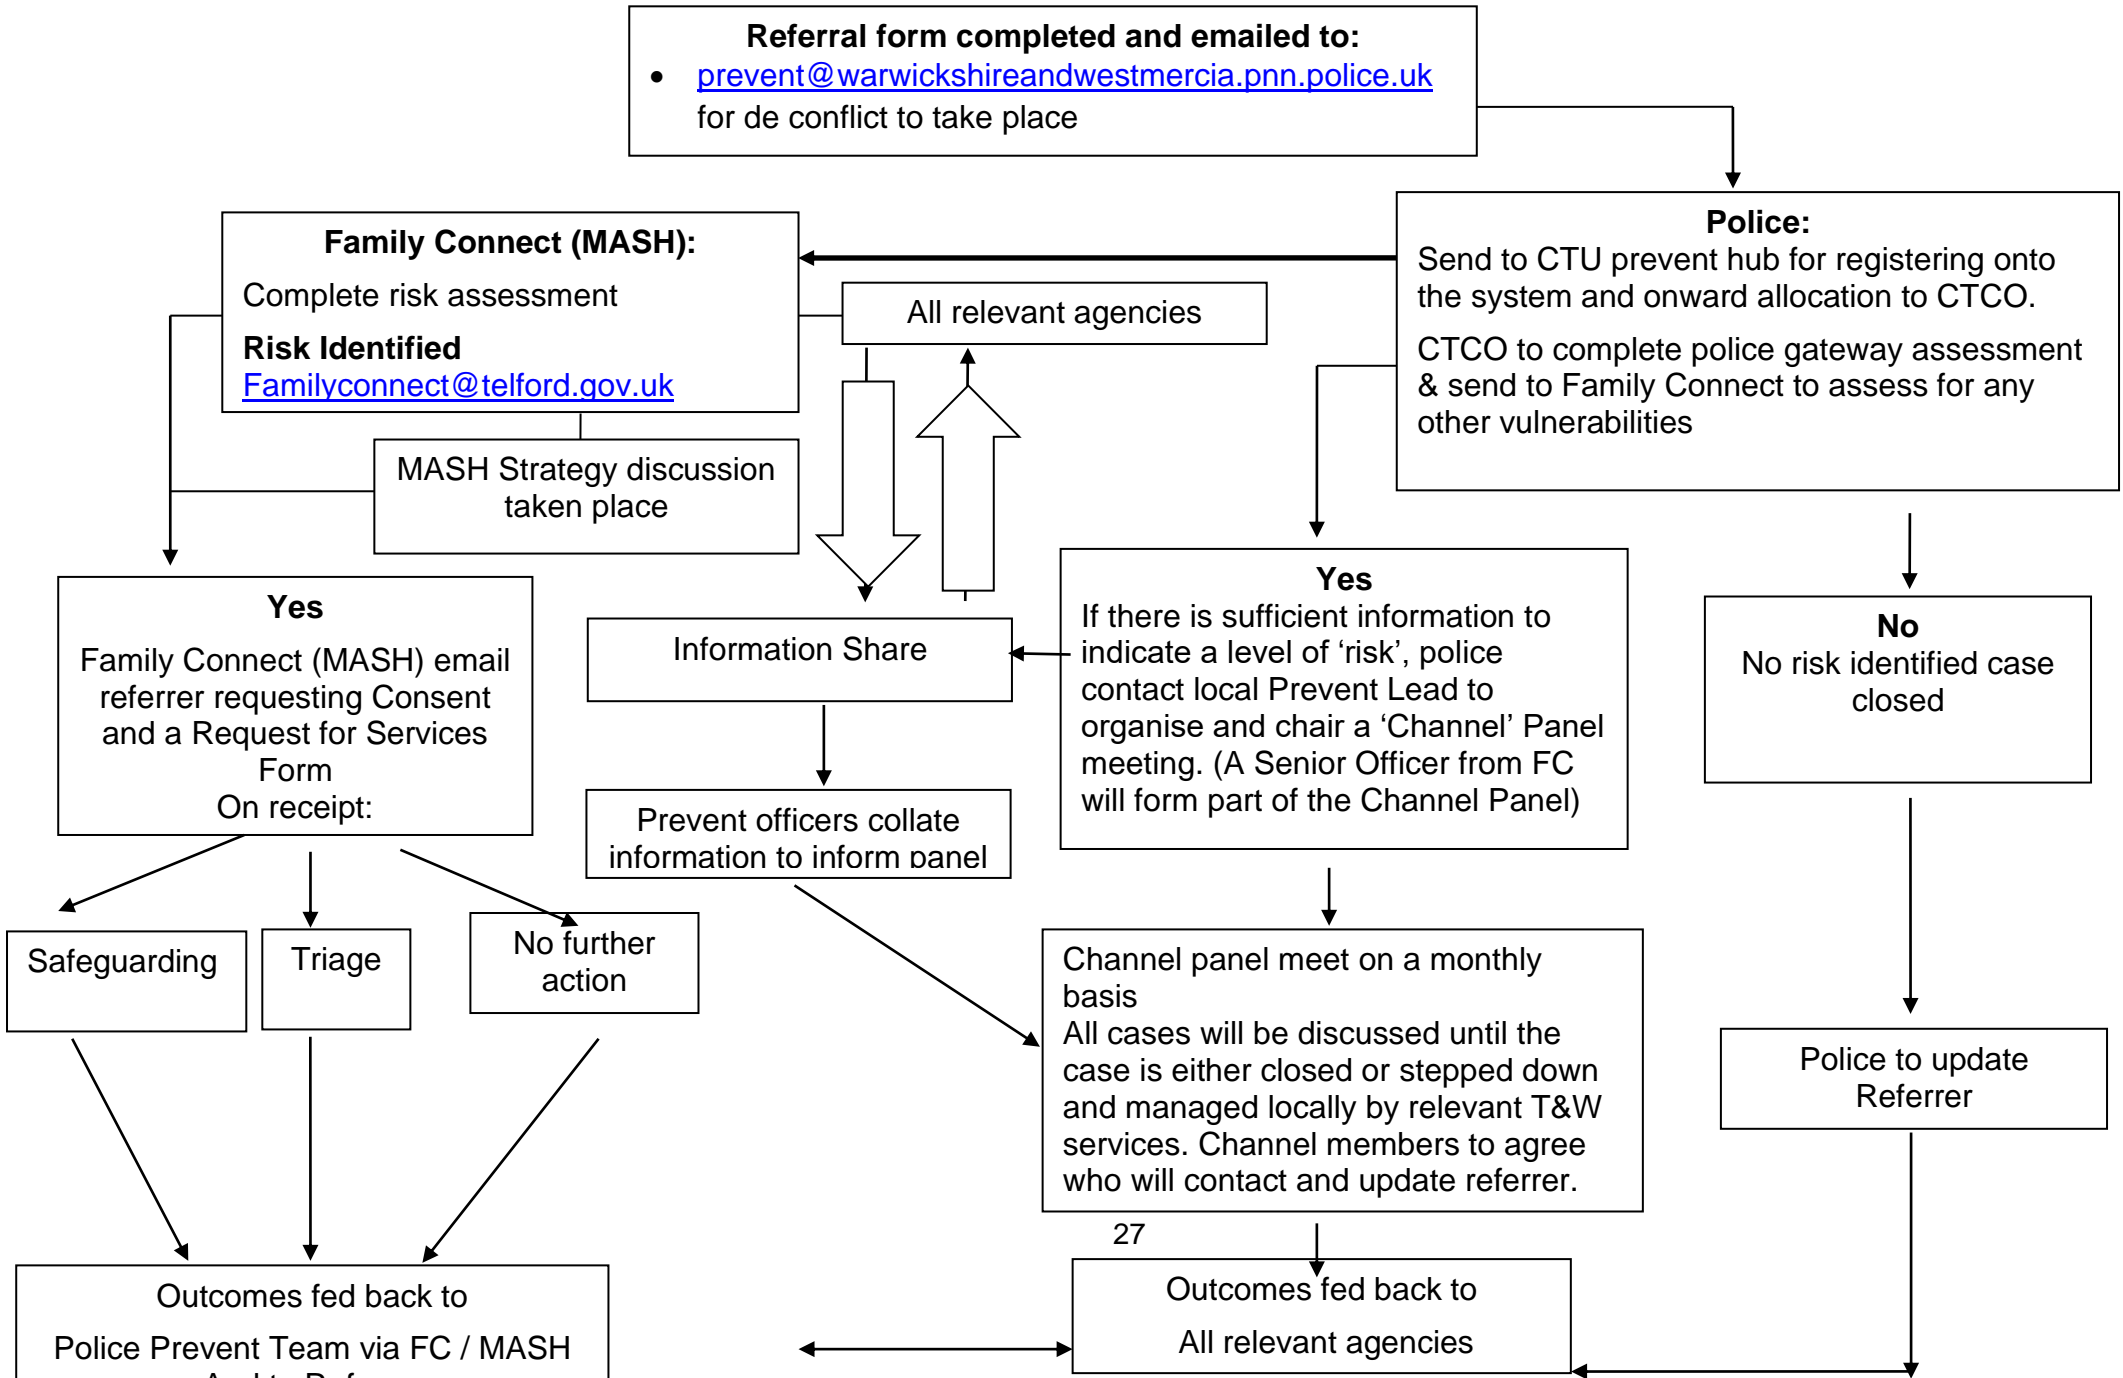 Referral form completed and emailed to:
• prevent@warwickshireandwestmercia.pnn.police.uk
for de conflict to take place
Police:
Send to CTU prevent hub for registering onto
the system and onward allocation to CTCO.
CTCO to complete police gateway assessment
& send to Family Connect to assess for any
other vulnerabilities
Family Connect (MASH):
Complete risk assessment
Risk Identified
Familyconnect@telford.gov.uk
All relevant agencies
MASH Strategy discussion
taken place
Yes
Family Connect (MASH) email
referrer requesting Consent
and a Request for Services
Form
On receipt:
Information Share
Yes
If there is sufficient information to
indicate a level of ‘risk’, police
contact local Prevent Lead to
organise and chair a ‘Channel’ Panel
meeting. (A Senior Officer from FC
will form part of the Channel Panel)
No
No risk identified case
closed
Prevent officers collate
information to inform panel
Safeguarding
Triage
No further
action
Channel panel meet on a monthly
basis
All cases will be discussed until the
case is either closed or stepped down
and managed locally by relevant T&W
services. Channel members to agree
who will contact and update referrer.
Police to update
Referrer
27
Outcomes fed back to
Police Prevent Team via FC / MASH
Outcomes fed back to
All relevant agencies